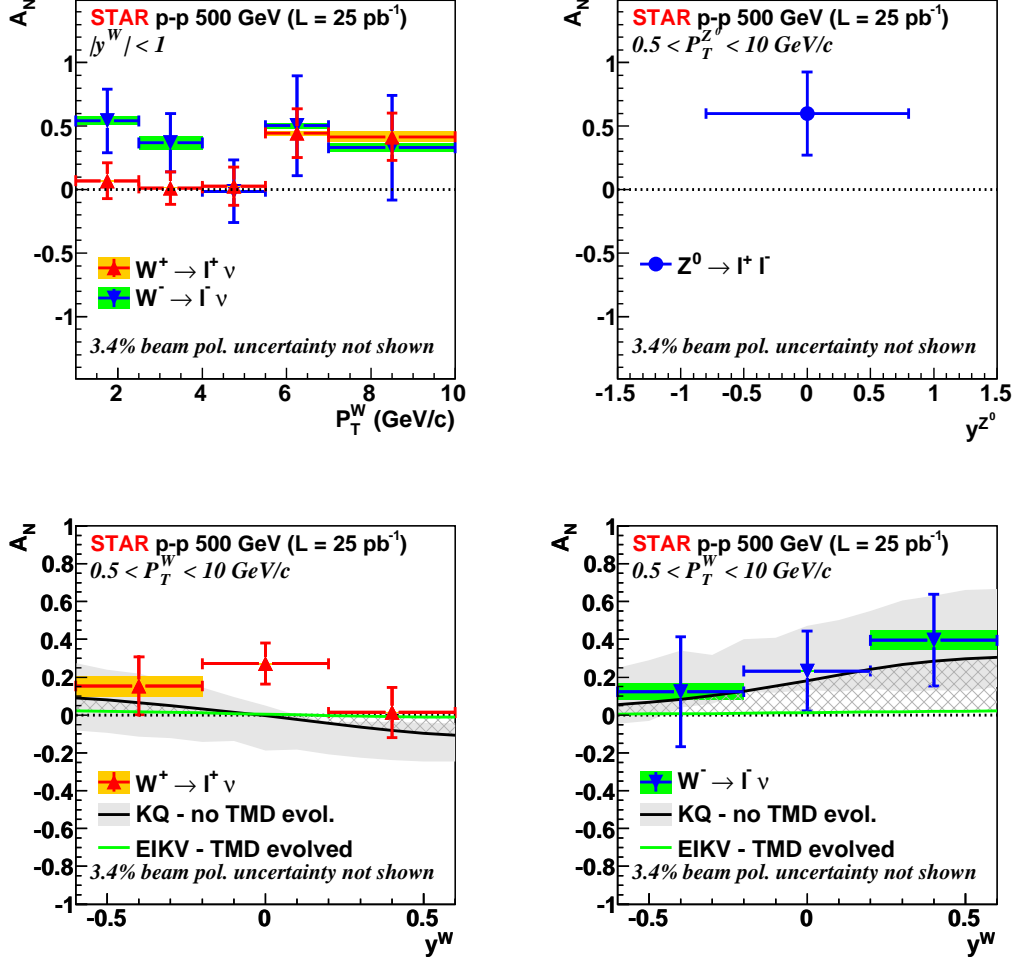 A_N
STAR p-p 500 GeV (L = 25 pb⁻¹)
|y^W| < 1
1
0.5
0
-0.5
-1
W⁺ → l⁺ ν
W⁻ → l⁻ ν
3.4% beam pol. uncertainty not shown
2 4 6 8 10
P_T^W (GeV/c)
A_N
STAR p-p 500 GeV (L = 25 pb⁻¹)
0.5 < P_T^{Z⁰} < 10 GeV/c
1
0.5
0
-0.5
-1
Z⁰ → l⁺ l⁻
3.4% beam pol. uncertainty not shown
-1.5 -1 -0.5 0 0.5 1 1.5
y^{Z⁰}
A_N
STAR p-p 500 GeV (L = 25 pb⁻¹)
0.5 < P_T^W < 10 GeV/c
1
0.8
0.6
0.4
0.2
0
-0.2
-0.4
-0.6
-0.8
-1
W⁺ → l⁺ ν
KQ - no TMD evol.
EIKV - TMD evolved
3.4% beam pol. uncertainty not shown
-0.5 0 0.5
y^W
A_N
STAR p-p 500 GeV (L = 25 pb⁻¹)
0.5 < P_T^W < 10 GeV/c
1
0.8
0.6
0.4
0.2
0
-0.2
-0.4
-0.6
-0.8
-1
W⁻ → l⁻ ν
KQ - no TMD evol.
EIKV - TMD evolved
3.4% beam pol. uncertainty not shown
-0.5 0 0.5
y^W